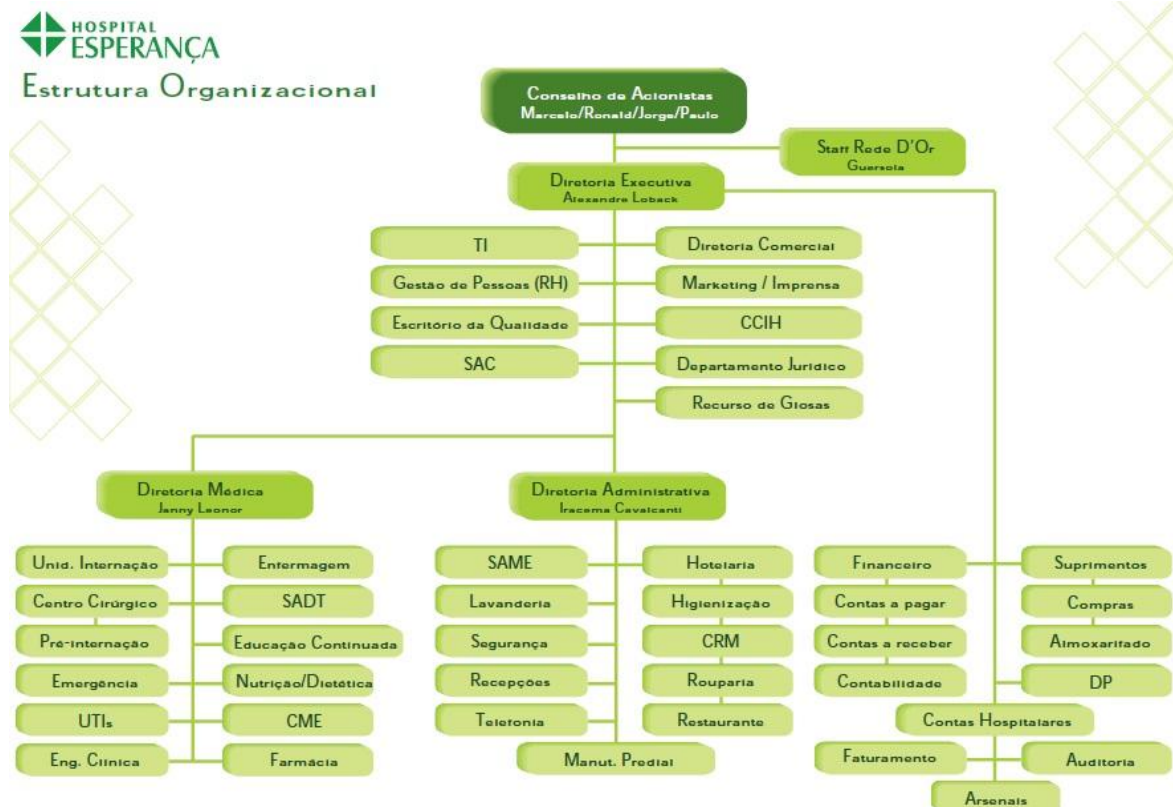 HOSPITAL
ESPERANÇA
Estrutura Organizacional
Conselho de Acionistas
Marcelo/Ronald/Jorge/Paulo
Staff Rede D'Or
Guersola
Diretoria Executiva
Alexandre Loback
TI
Diretoria Comercial
Gestão de Pessoas (RH)
Marketing / Imprensa
Escritório da Qualidade
CCIH
SAC
Departamento Jurídico
Recurso de Glosas
Diretoria Médica
Janny Leonor
Diretoria Administrativa
Iracema Cavalcanti
Unid. Internação
Enfermagem
SAME
Hotelaria
Financeiro
Suprimentos
Centro Cirúrgico
SADT
Lavanderia
Higienização
Contas a pagar
Compras
Pré-internação
Educação Continuada
Segurança
CRM
Contas a receber
Almoxarifado
Emergência
Nutrição/Dietética
Recepções
Rouparia
Contabilidade
DP
UTIs
CME
Telefonia
Restaurante
Contas Hospitalares
Eng. Clínica
Farmácia
Manut. Predial
Faturamento
Auditoria
Arsenais